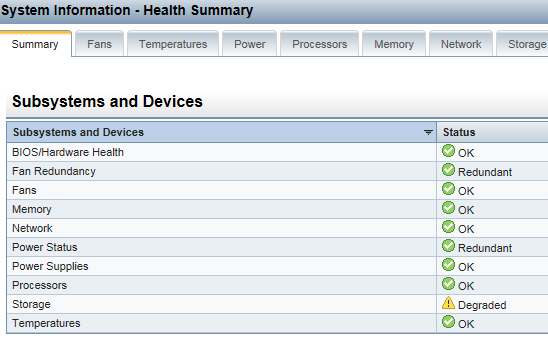 System Information - Health Summary
Summary Fans Temperatures Power Processors Memory Network Storage
Subsystems and Devices
Subsystems and Devices Status
BIOS/Hardware Health OK
Fan Redundancy Redundant
Fans OK
Memory OK
Network OK
Power Status Redundant
Power Supplies OK
Processors OK
Storage Degraded
Temperatures OK